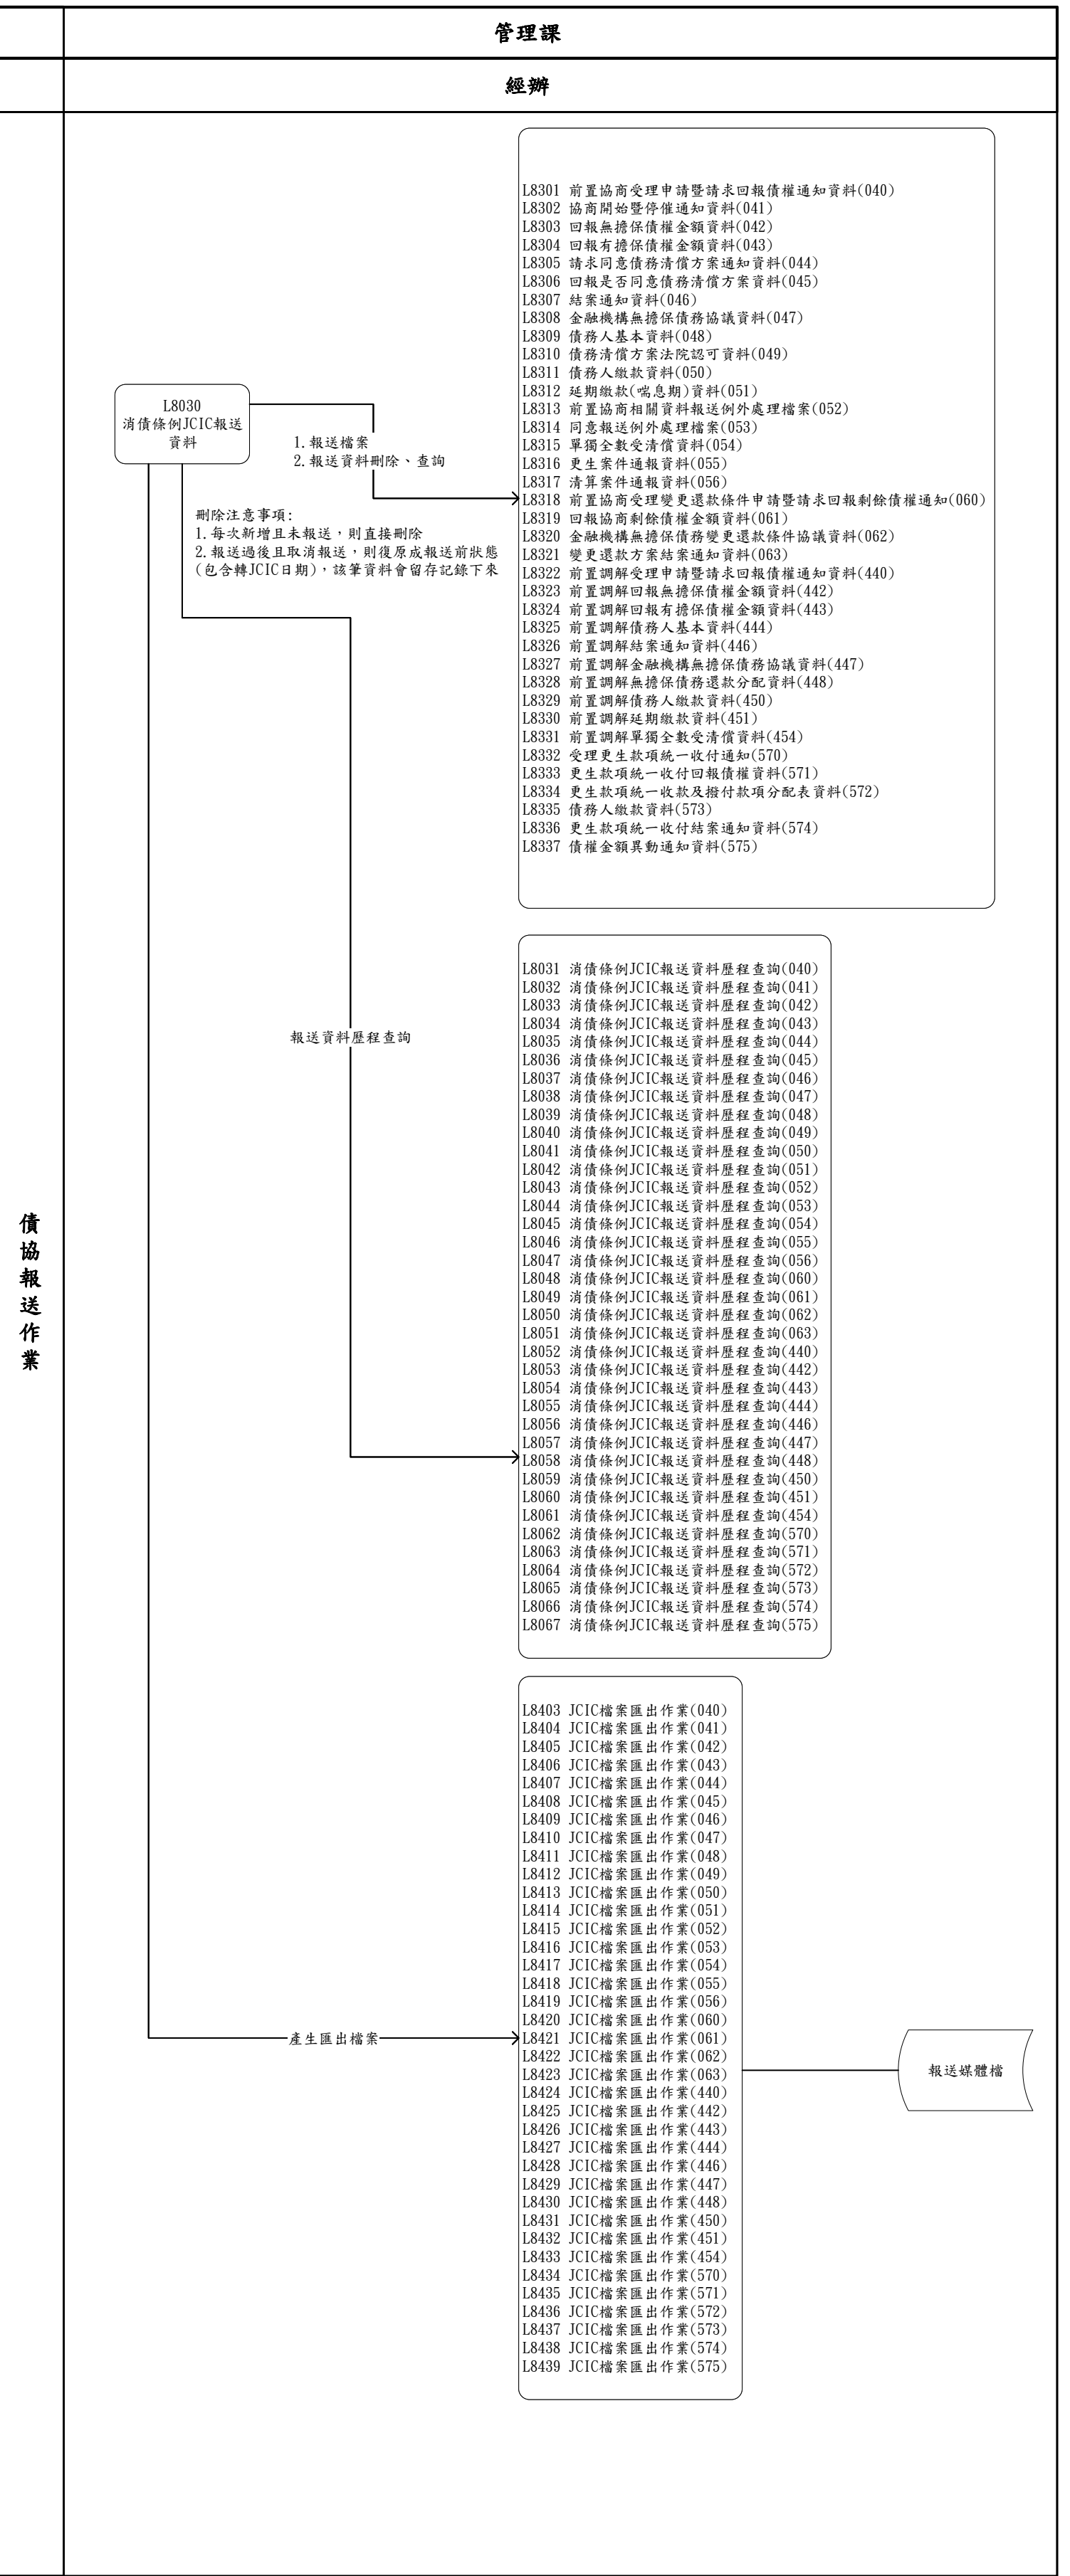 管理課
經辦
債協報送作業
L8030
消債條例JCIC報送
資料
1.報送檔案
2.報送資料刪除、查詢
刪除注意事項:
1.每次新增且未報送，則直接刪除
2.報送過後且取消報送，則復原成報送前狀態
(包含轉JCIC日期)，該筆資料會留存記錄下來
L8301 前置協商受理申請暨請求回報債權通知資料(040)
L8302 協商開始暨停催通知資料(041)
L8303 回報無擔保債權金額資料(042)
L8304 回報有擔保債權金額資料(043)
L8305 請求同意債務清償方案通知資料(044)
L8306 回報是否同意債務清償方案資料(045)
L8307 結案通知資料(046)
L8308 金融機構無擔保債務協議資料(047)
L8309 債務人基本資料(048)
L8310 債務清償方案法院認可資料(049)
L8311 債務人繳款資料(050)
L8312 延期繳款(喘息期)資料(051)
L8313 前置協商相關資料報送例外處理檔案(052)
L8314 同意報送例外處理檔案(053)
L8315 單獨全數受清償資料(054)
L8316 更生案件通報資料(055)
L8317 清算案件通報資料(056)
L8318 前置協商受理變更還款條件申請暨請求回報剩餘債權通知(060)
L8319 回報協商剩餘債權金額資料(061)
L8320 金融機構無擔保債務變更還款條件協議資料(062)
L8321 變更還款方案結案通知資料(063)
L8322 前置調解受理申請暨請求回報債權通知資料(440)
L8323 前置調解回報無擔保債權金額資料(442)
L8324 前置調解回報有擔保債權金額資料(443)
L8325 前置調解債務人基本資料(444)
L8326 前置調解結案通知資料(446)
L8327 前置調解金融機構無擔保債務協議資料(447)
L8328 前置調解無擔保債務還款分配資料(448)
L8329 前置調解債務人繳款資料(450)
L8330 前置調解延期繳款資料(451)
L8331 前置調解單獨全數受清償資料(454)
L8332 受理更生款項統一收付通知(570)
L8333 更生款項統一收付回報債權資料(571)
L8334 更生款項統一收款及撥付款項分配表資料(572)
L8335 債務人繳款資料(573)
L8336 更生款項統一收付結案通知資料(574)
L8337 債權金額異動通知資料(575)
報送資料歷程查詢
L8031 消債條例JCIC報送資料歷程查詢(040)
L8032 消債條例JCIC報送資料歷程查詢(041)
L8033 消債條例JCIC報送資料歷程查詢(042)
L8034 消債條例JCIC報送資料歷程查詢(043)
L8035 消債條例JCIC報送資料歷程查詢(044)
L8036 消債條例JCIC報送資料歷程查詢(045)
L8037 消債條例JCIC報送資料歷程查詢(046)
L8038 消債條例JCIC報送資料歷程查詢(047)
L8039 消債條例JCIC報送資料歷程查詢(048)
L8040 消債條例JCIC報送資料歷程查詢(049)
L8041 消債條例JCIC報送資料歷程查詢(050)
L8042 消債條例JCIC報送資料歷程查詢(051)
L8043 消債條例JCIC報送資料歷程查詢(052)
L8044 消債條例JCIC報送資料歷程查詢(053)
L8045 消債條例JCIC報送資料歷程查詢(054)
L8046 消債條例JCIC報送資料歷程查詢(055)
L8047 消債條例JCIC報送資料歷程查詢(056)
L8048 消債條例JCIC報送資料歷程查詢(060)
L8049 消債條例JCIC報送資料歷程查詢(061)
L8050 消債條例JCIC報送資料歷程查詢(062)
L8051 消債條例JCIC報送資料歷程查詢(063)
L8052 消債條例JCIC報送資料歷程查詢(440)
L8053 消債條例JCIC報送資料歷程查詢(442)
L8054 消債條例JCIC報送資料歷程查詢(443)
L8055 消債條例JCIC報送資料歷程查詢(444)
L8056 消債條例JCIC報送資料歷程查詢(446)
L8057 消債條例JCIC報送資料歷程查詢(447)
L8058 消債條例JCIC報送資料歷程查詢(448)
L8059 消債條例JCIC報送資料歷程查詢(450)
L8060 消債條例JCIC報送資料歷程查詢(451)
L8061 消債條例JCIC報送資料歷程查詢(454)
L8062 消債條例JCIC報送資料歷程查詢(570)
L8063 消債條例JCIC報送資料歷程查詢(571)
L8064 消債條例JCIC報送資料歷程查詢(572)
L8065 消債條例JCIC報送資料歷程查詢(573)
L8066 消債條例JCIC報送資料歷程查詢(574)
L8067 消債條例JCIC報送資料歷程查詢(575)
產生匯出檔案
L8403 JCIC檔案匯出作業(040)
L8404 JCIC檔案匯出作業(041)
L8405 JCIC檔案匯出作業(042)
L8406 JCIC檔案匯出作業(043)
L8407 JCIC檔案匯出作業(044)
L8408 JCIC檔案匯出作業(045)
L8409 JCIC檔案匯出作業(046)
L8410 JCIC檔案匯出作業(047)
L8411 JCIC檔案匯出作業(048)
L8412 JCIC檔案匯出作業(049)
L8413 JCIC檔案匯出作業(050)
L8414 JCIC檔案匯出作業(051)
L8415 JCIC檔案匯出作業(052)
L8416 JCIC檔案匯出作業(053)
L8417 JCIC檔案匯出作業(054)
L8418 JCIC檔案匯出作業(055)
L8419 JCIC檔案匯出作業(056)
L8420 JCIC檔案匯出作業(060)
L8421 JCIC檔案匯出作業(061)
L8422 JCIC檔案匯出作業(062)
L8423 JCIC檔案匯出作業(063)
L8424 JCIC檔案匯出作業(440)
L8425 JCIC檔案匯出作業(442)
L8426 JCIC檔案匯出作業(443)
L8427 JCIC檔案匯出作業(444)
L8428 JCIC檔案匯出作業(446)
L8429 JCIC檔案匯出作業(447)
L8430 JCIC檔案匯出作業(448)
L8431 JCIC檔案匯出作業(450)
L8432 JCIC檔案匯出作業(451)
L8433 JCIC檔案匯出作業(454)
L8434 JCIC檔案匯出作業(570)
L8435 JCIC檔案匯出作業(571)
L8436 JCIC檔案匯出作業(572)
L8437 JCIC檔案匯出作業(573)
L8438 JCIC檔案匯出作業(574)
L8439 JCIC檔案匯出作業(575)
報送媒體檔